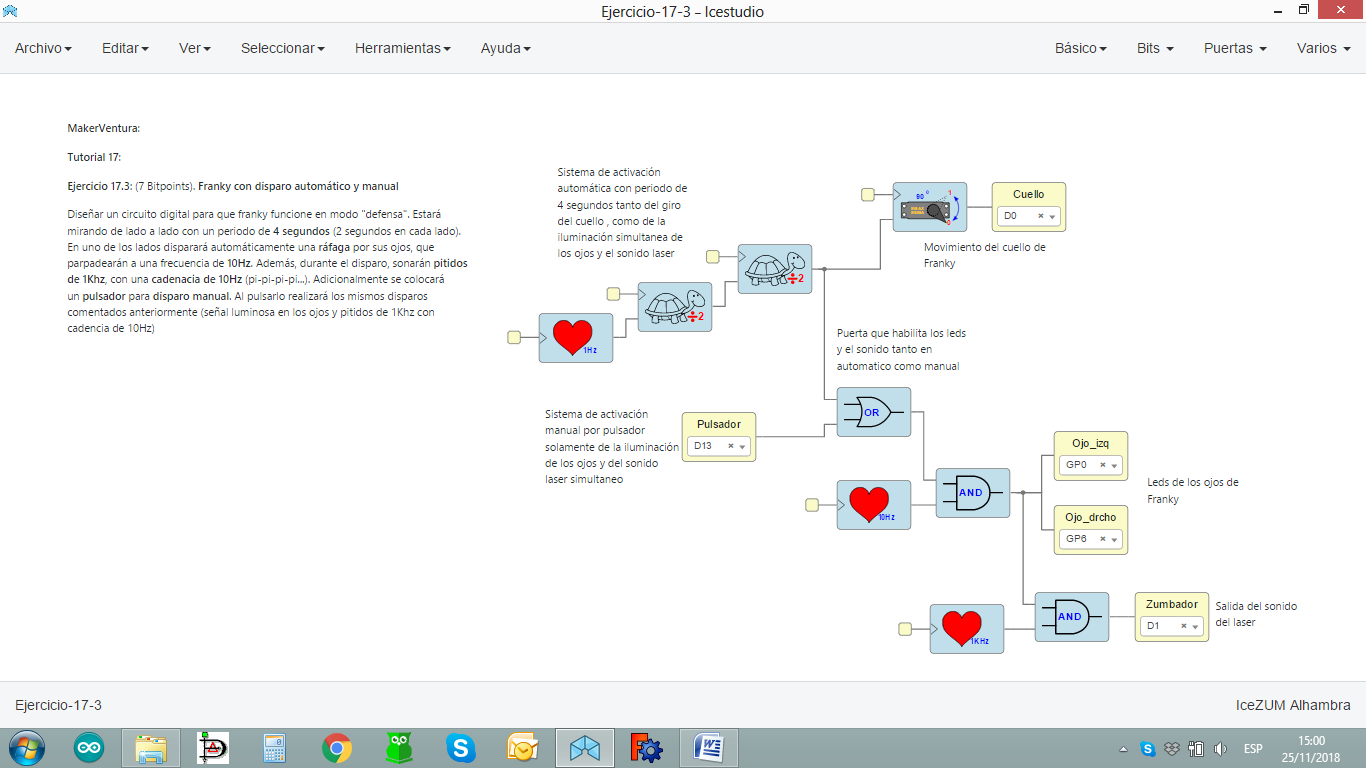 Ejercicio-17-3 – Icestudio
Archivo Editar Ver Seleccionar Herramientas Ayuda Básico Bits Puertas Varios
MakerVentura:
Tutorial 17:
Ejercicio 17.3: (7 Bitpoints). Franky con disparo automático y manual
Diseñar un circuito digital para que franky funcione en modo "defensa". Estará
mirando de lado a lado con un periodo de 4 segundos (2 segundos en cada lado).
En uno de los lados disparará automáticamente una ráfaga por sus ojos, que
parpadearán a una frecuencia de 10Hz. Además, durante el disparo, sonarán pitidos
de 1Khz, con una cadenacia de 10Hz (pi-pi-pi-pi...). Adicionalmente se colocará
un pulsador para disparo manual. Al pulsarlo realizará los mismos disparos
comentados anteriormente (señal luminosa en los ojos y pitidos de 1Khz con
cadencia de 10Hz)
Sistema de activación
automática con periodo de
4 segundos tanto del giro
del cuello , como de la
iluminación simultanea de
los ojos y el sonido laser
90º
1
0
Cuello
D0
Movimiento del cuello de
Franky
÷2
÷2
1Hz
Puerta que habilita los leds
y el sonido tanto en
automatico como manual
Sistema de activación
manual por pulsador
solamente de la iluminación
de los ojos y del sonido
laser simultaneo
Pulsador
D13
OR
10Hz
AND
Ojo_izq
GP0
Ojo_drcho
GP6
Leds de los ojos de
Franky
1KHz
AND
Zumbador
D1
Salida del sonido
del laser
Ejercicio-17-3
IceZUM Alhambra
ESP
15:00
25/11/2018